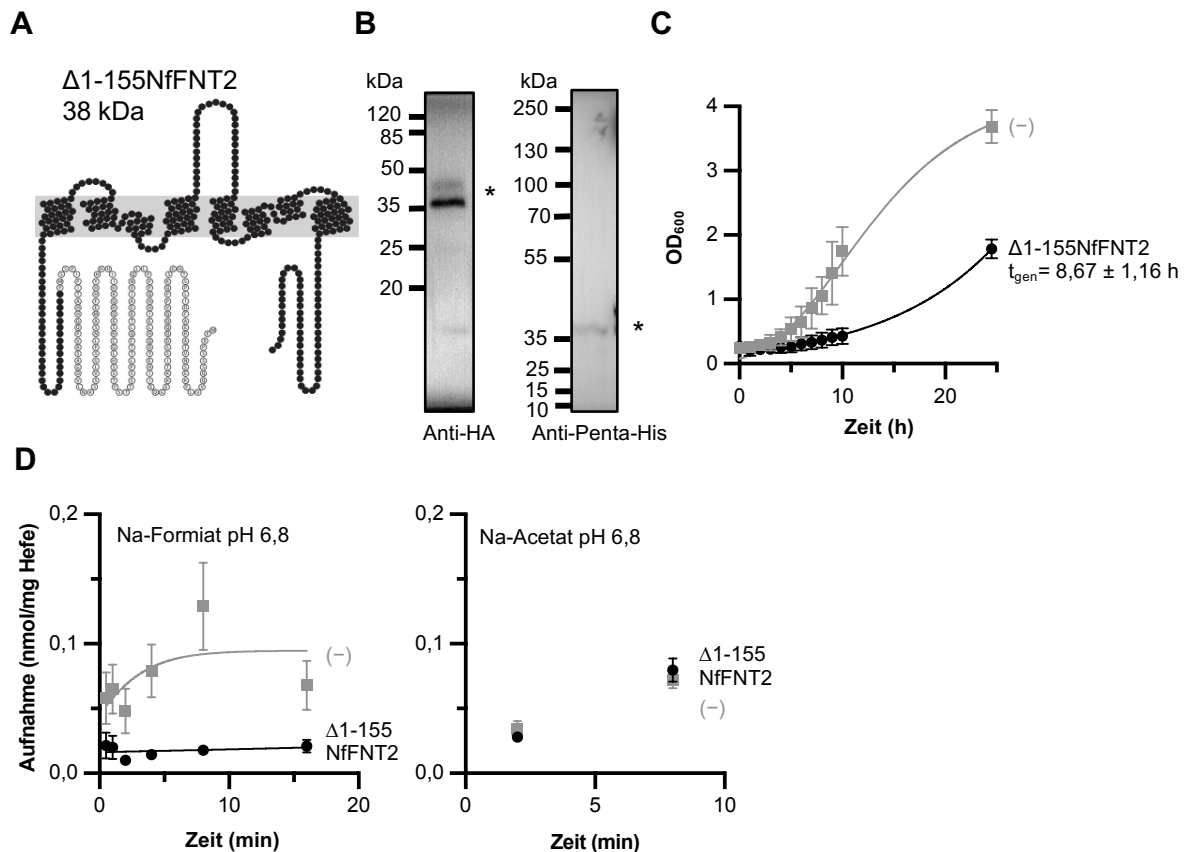 A
Δ1-155NfFNT2
38 kDa
B
kDa
120
85
50
35
25
20
*
Anti-HA
kDa
250
130
100
70
55
35
25
15
10
*
Anti-Penta-His
C
OD600
4
3
2
1
0
0
10
20
Zeit (h)
(−)
Δ1-155NfFNT2
tgen= 8,67 ± 1,16 h
D
Aufnahme (nmol/mg Hefe)
0,2
0,1
0,0
Na-Formiat pH 6,8
(−)
Δ1-155
NfFNT2
0
10
20
Zeit (min)
0,2
0,1
0,0
Na-Acetat pH 6,8
Δ1-155
NfFNT2
(−)
0
5
10
Zeit (min)